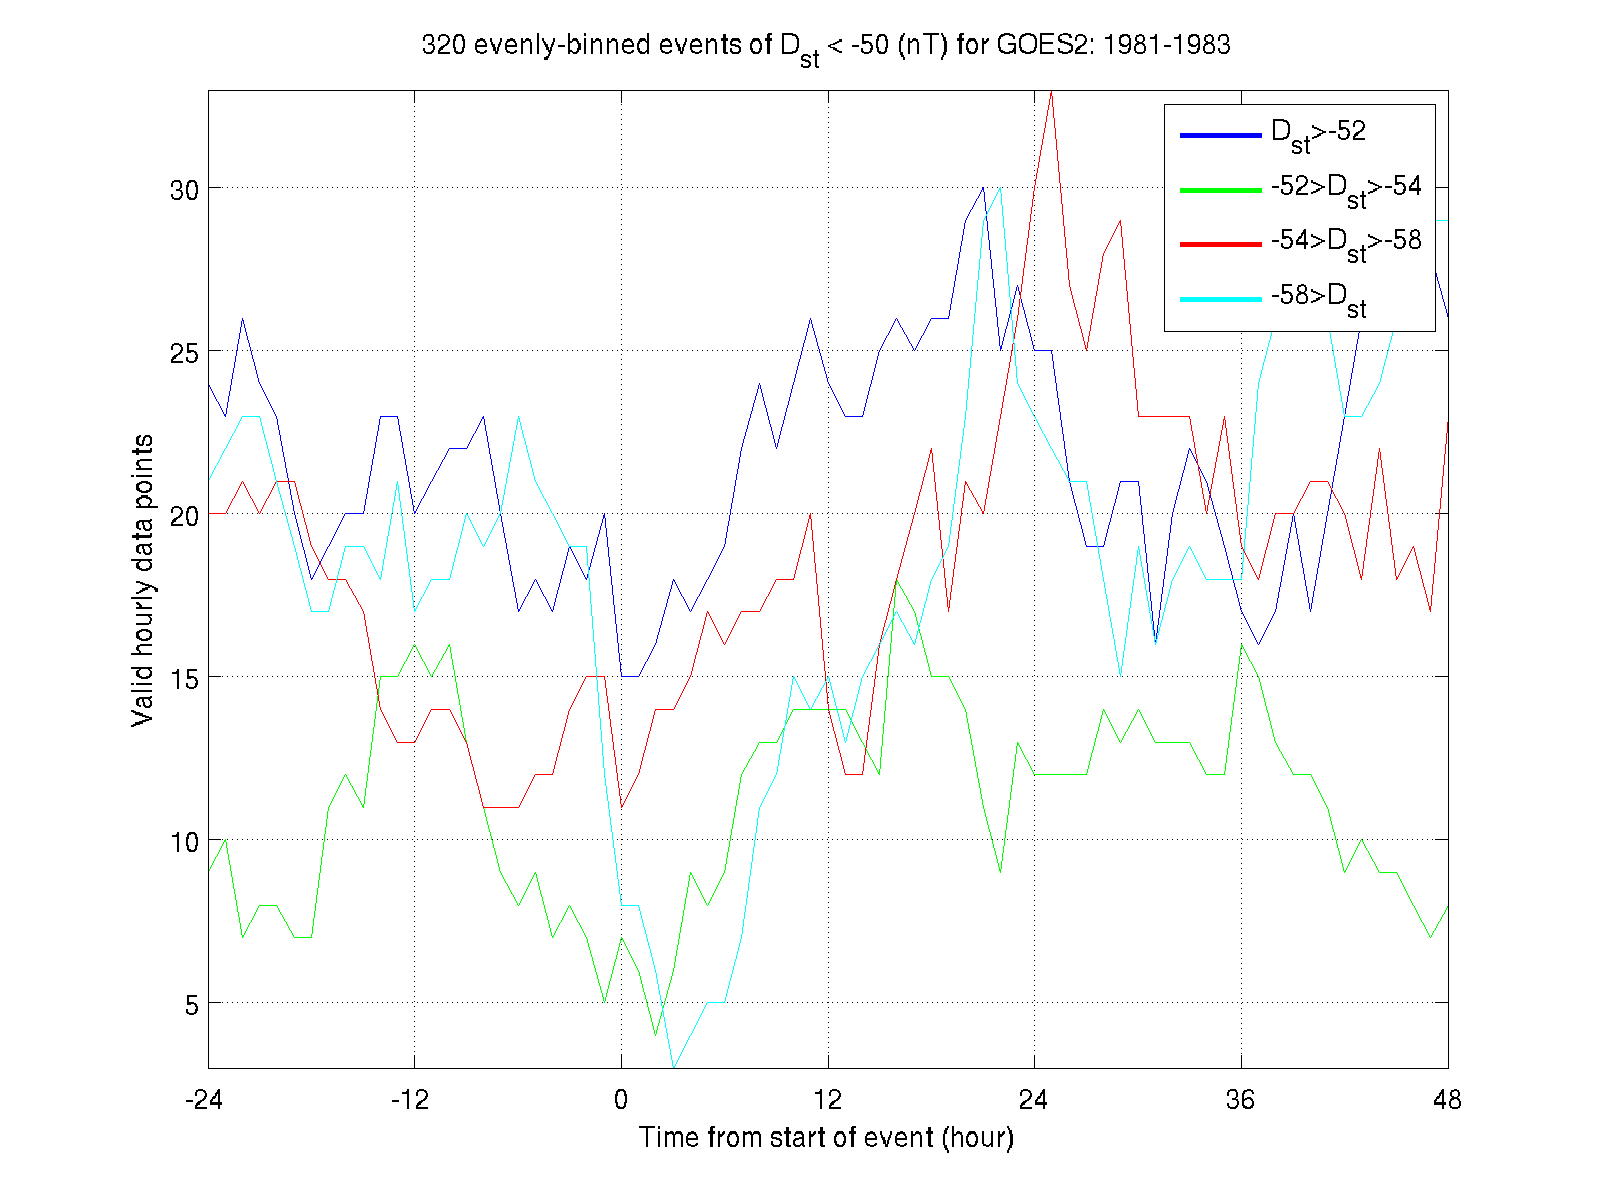 320 evenly-binned events of Dst < -50 (nT) for GOES2: 1981-1983
Dst>-52
-52>Dst>-54
-54>Dst>-58
-58>Dst
30
25
20
15
10
5
Valid hourly data points
-24 -12 0 12 24 36 48
Time from start of event (hour)